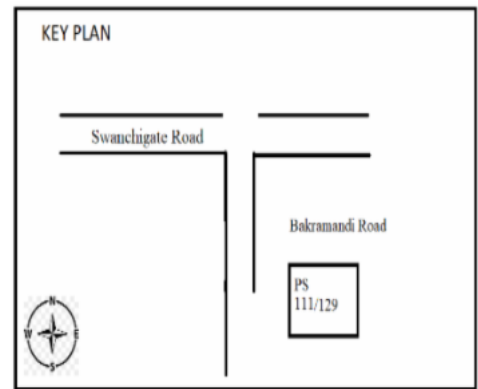 KEY PLAN
Swanchigate Road
Bakramandi Road
PS
111/129
N
W E
S